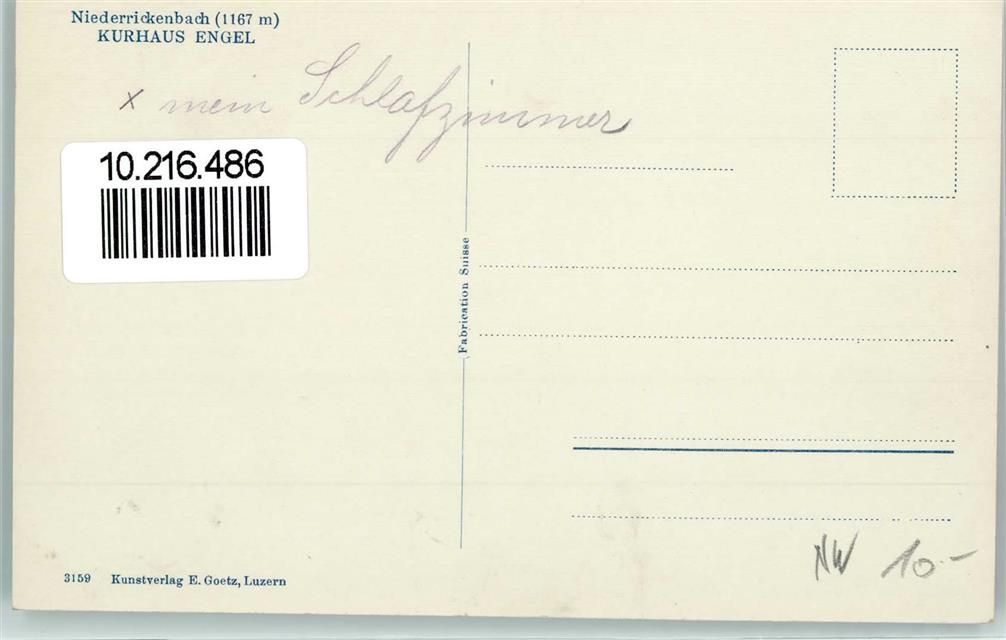 Niederrickenbach (1167 m)
KURHAUS ENGEL
x mein Schlafzimmer
10.216.486
Fabrication Suisse
NW 10.-
3159 Kunstverlag E. Goetz, Luzern